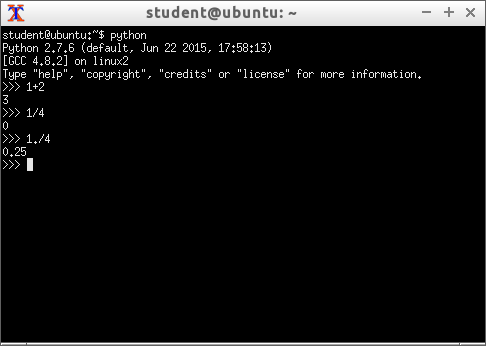 student@ubuntu: ~
student@ubuntu:~$ python
Python 2.7.6 (default, Jun 22 2015, 17:58:13)
[GCC 4.8.2] on linux2
Type "help", "copyright", "credits" or "license" for more information.
>>> 1+2
3
>>> 1/4
0
>>> 1./4
0.25
>>>